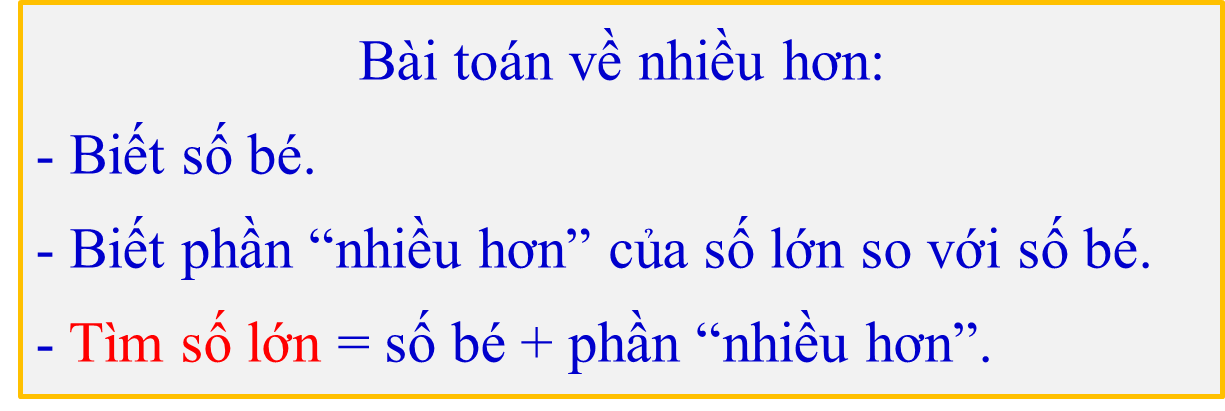 Bài toán về nhiều hơn:
- Biết số bé.
- Biết phần “nhiều hơn” của số lớn so với số bé.
- Tìm số lớn = số bé + phần “nhiều hơn”.